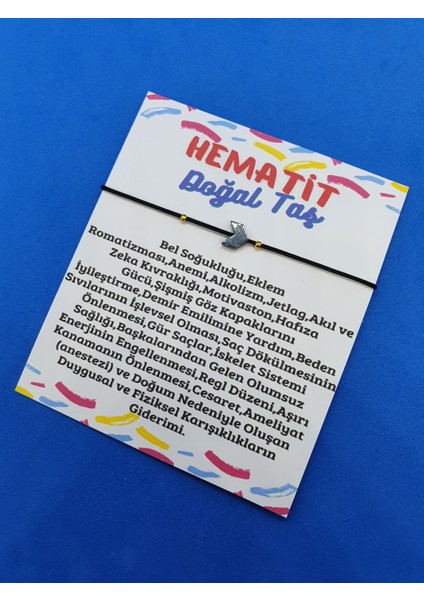 HEMATİT
Doğal Taş
Bel Soğukluğu,Eklem
Romatizması,Anemi,Alkolizm,Jetlag,Akıl ve
Zeka Kıvraklığı,Motivaston,Hafıza
Gücü,Şişmiş Göz Kapaklarını
İyileştirme,Demir Emilimine Yardım,Beden
Sıvılarının İşlevsel Olması,Saç Dökülmesinin
Önlenmesi,Gür Saçlar,İskelet Sistemi
Sağlığı,Başkalarından Gelen Olumsuz
Enerjinin Engellenmesi,Regl Düzeni,Aşırı
Kanamanın Önlenmesi,Cesaret,Ameliyat
(anestezi) ve Doğum Nedeniyle Oluşan
Duygusal ve Fiziksel Karışıklıkların
Giderimi.